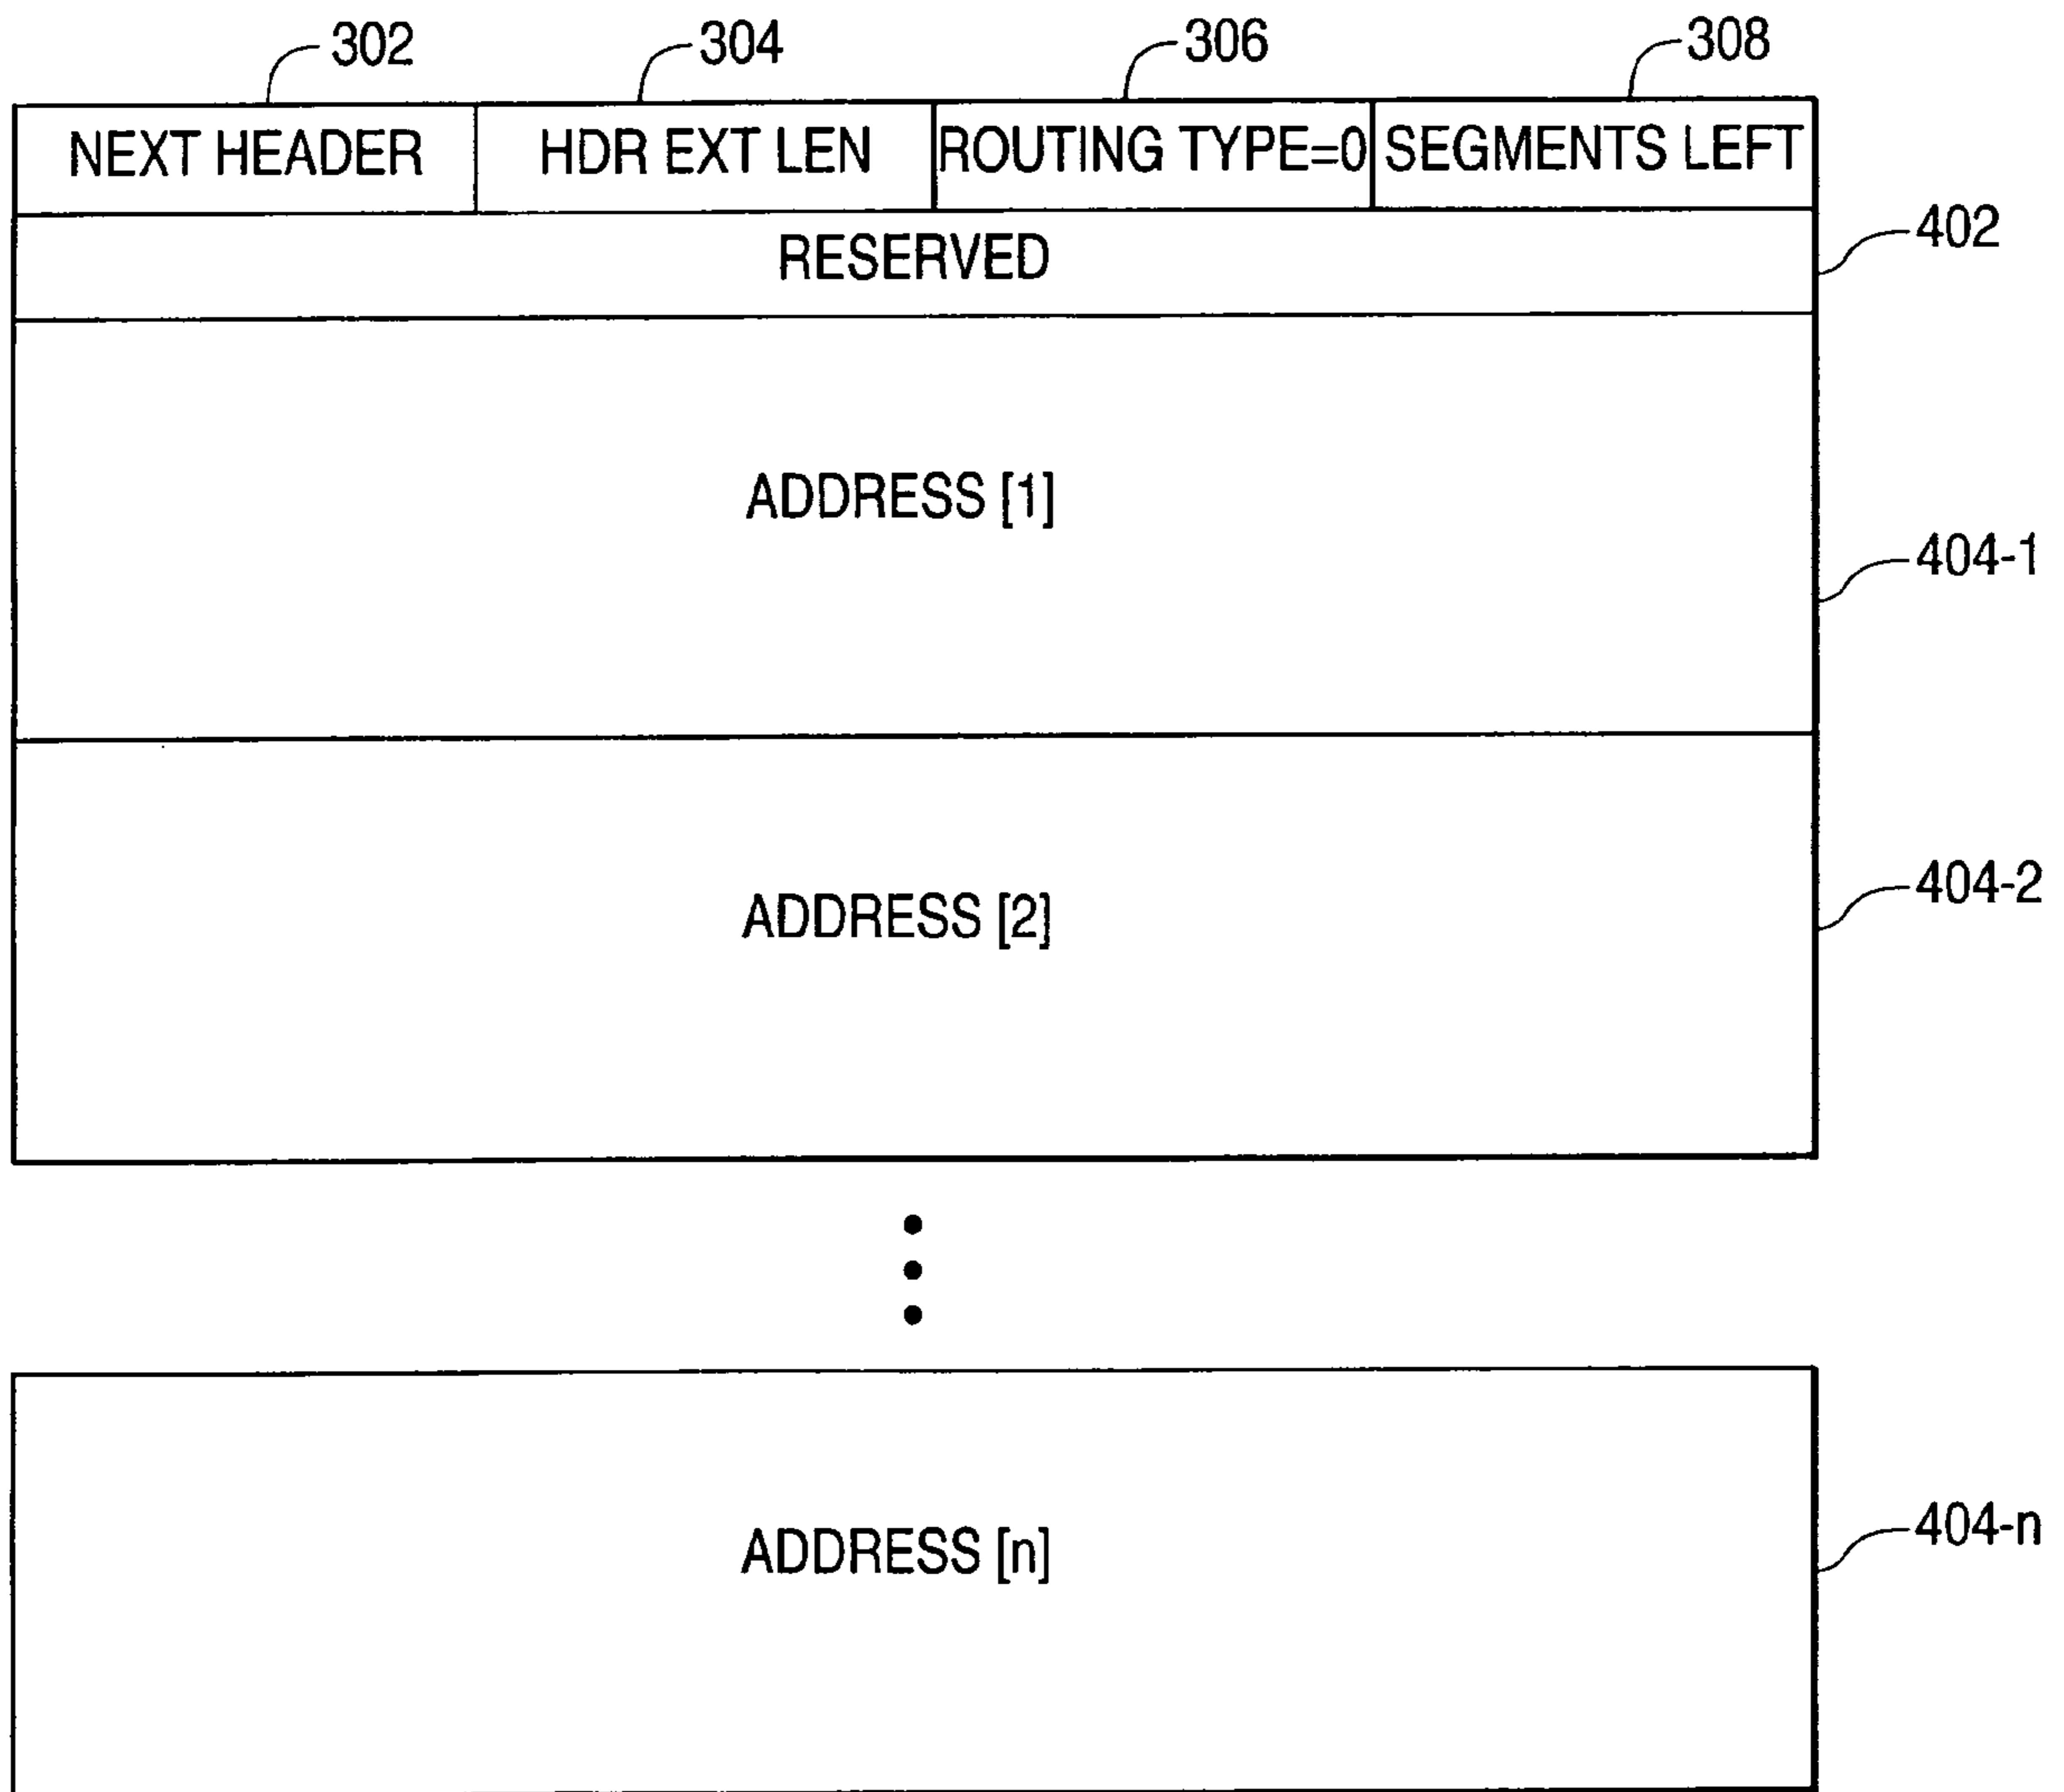 302 304 306 308
NEXT HEADER HDR EXT LEN ROUTING TYPE=0 SEGMENTS LEFT
402
RESERVED
ADDRESS [1]
404-1
404-2
ADDRESS [2]
404-n
ADDRESS [n]